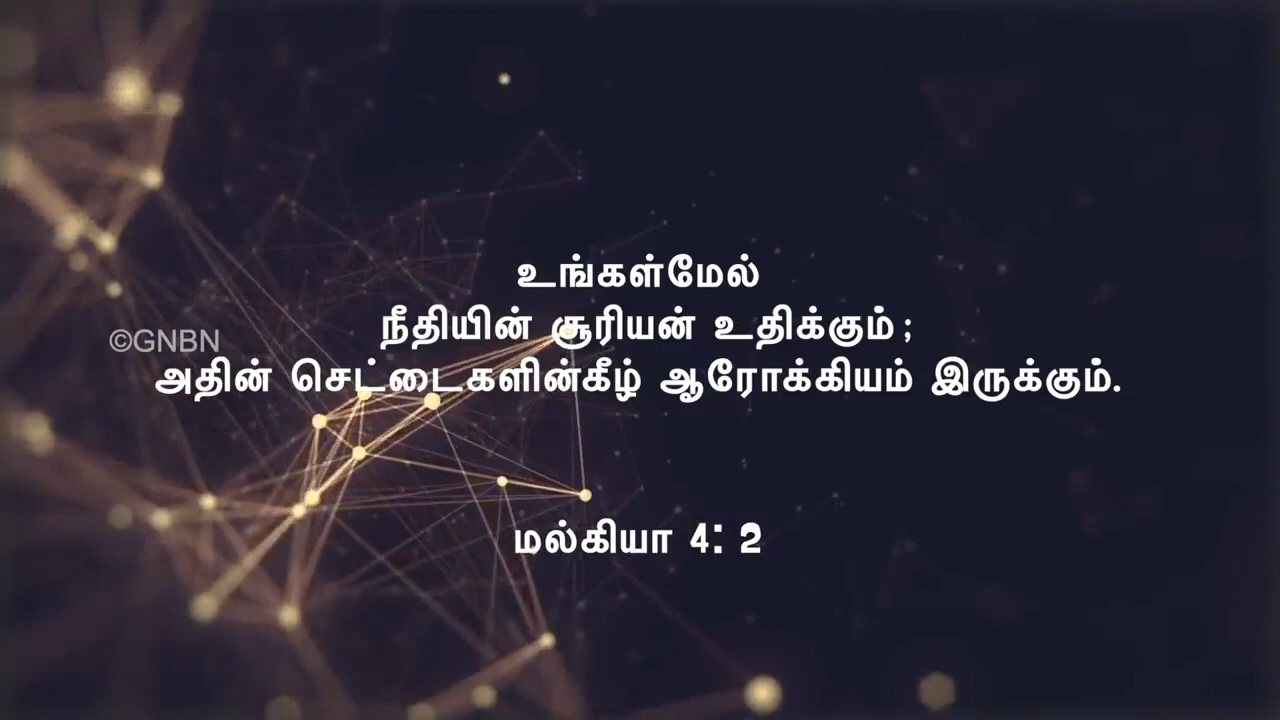 உங்கள்மேல்
நீதியின் சூரியன் உதிக்கும்;
©GNBN
அதின் செட்டைகளின்கீழ் ஆரோக்கியம் இருக்கும்.
மல்கியா 4: 2